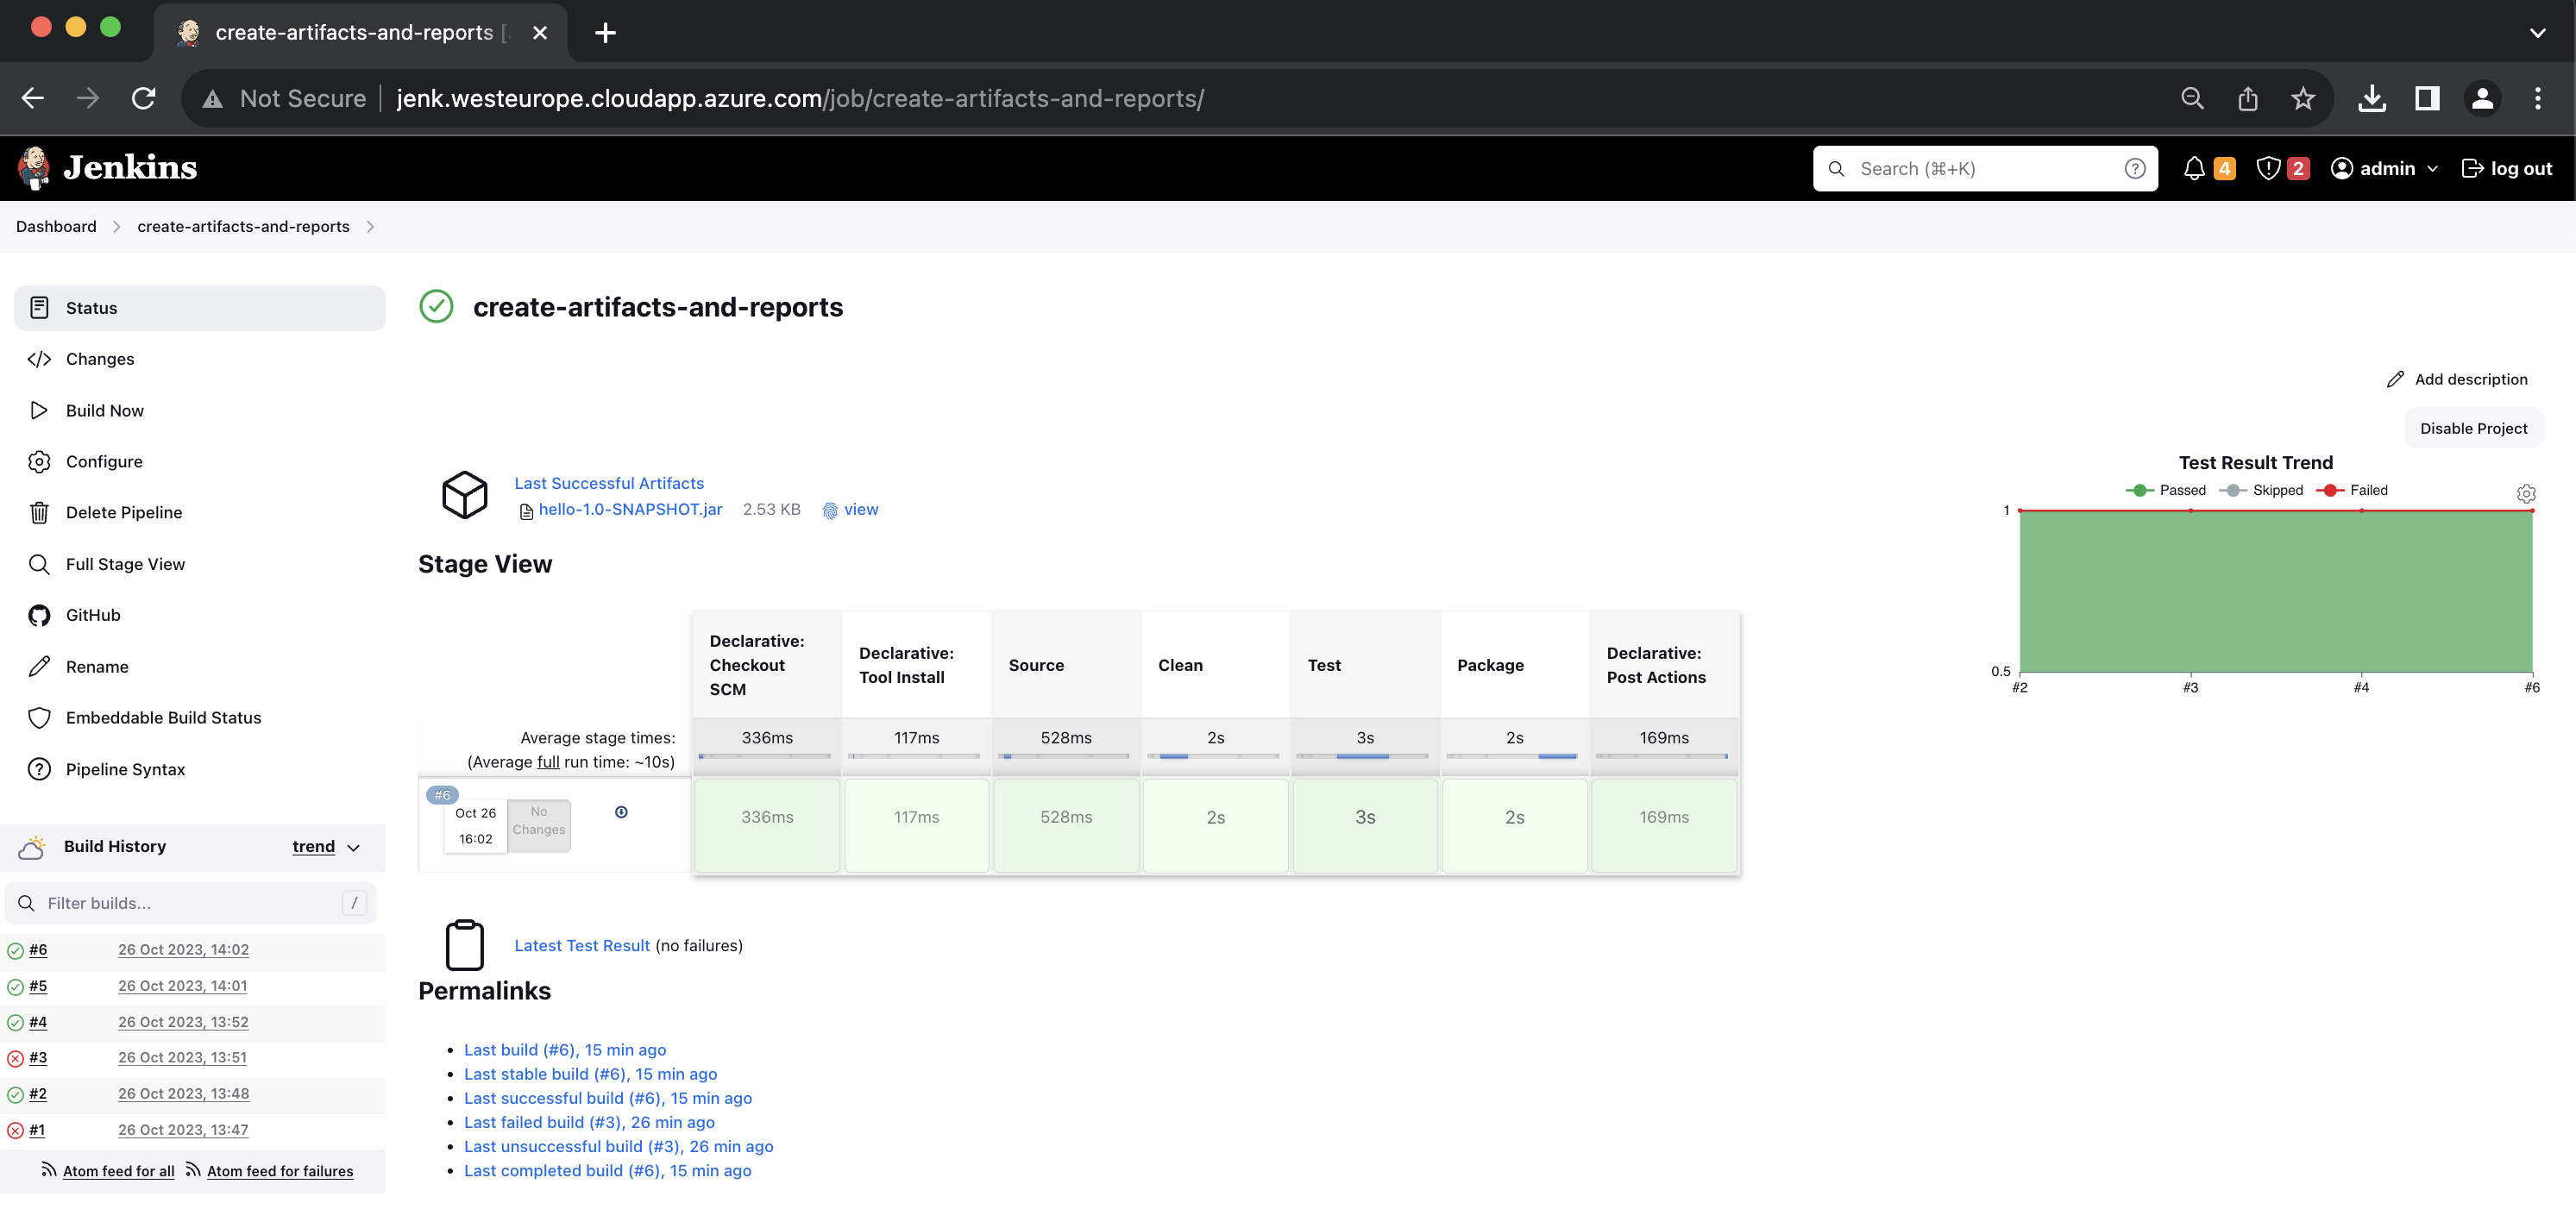 create-artifacts-and-reports [
Not Secure jenk.westeurope.cloudapp.azure.com/job/create-artifacts-and-reports/
Jenkins
Search (⌘+K) ? 4 2 admin log out
Dashboard create-artifacts-and-reports
Status
Changes
Build Now
Configure
Delete Pipeline
Full Stage View
GitHub
Rename
Embeddable Build Status
Pipeline Syntax
Build History trend
Filter builds... /
#6 26 Oct 2023, 14:02
#5 26 Oct 2023, 14:01
#4 26 Oct 2023, 13:52
#3 26 Oct 2023, 13:51
#2 26 Oct 2023, 13:48
#1 26 Oct 2023, 13:47
Atom feed for all Atom feed for failures
create-artifacts-and-reports
Add description
Disable Project
Last Successful Artifacts
hello-1.0-SNAPSHOT.jar 2.53 KB view
Stage View
Declarative:
Checkout
SCM
Declarative:
Tool Install
Source
Clean
Test
Package
Declarative:
Post Actions
Average stage times:
(Average full run time: ~10s)
336ms 117ms 528ms 2s 3s 2s 169ms
#6
Oct 26
16:02
No
Changes
336ms 117ms 528ms 2s 3s 2s 169ms
Latest Test Result (no failures)
Permalinks
Last build (#6), 15 min ago
Last stable build (#6), 15 min ago
Last successful build (#6), 15 min ago
Last failed build (#3), 26 min ago
Last unsuccessful build (#3), 26 min ago
Last completed build (#6), 15 min ago
Test Result Trend
Passed Skipped Failed
1
0.5
#2 #3 #4 #6